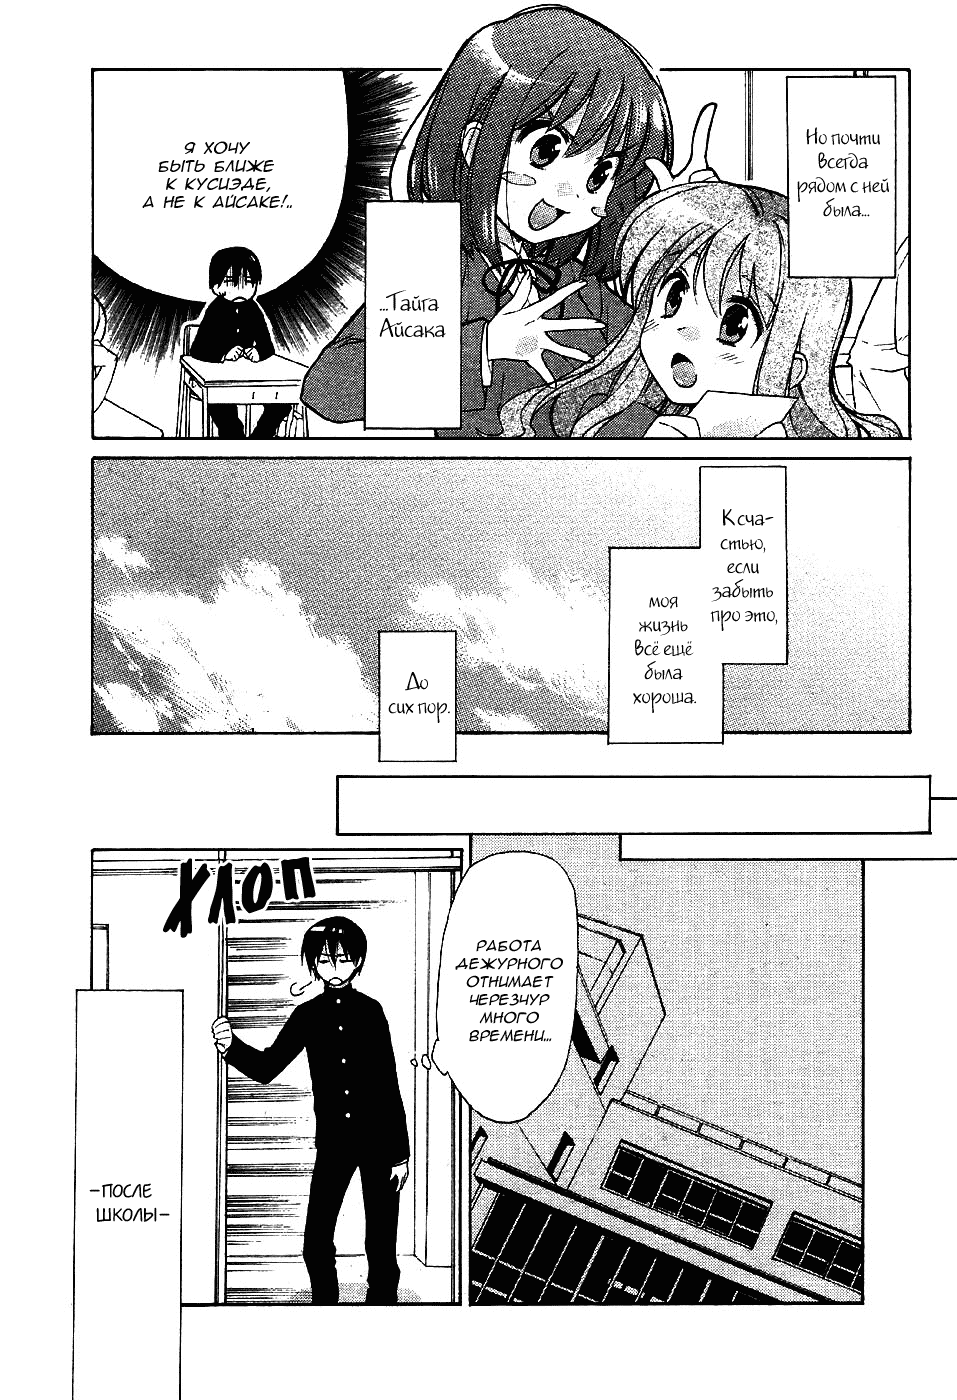 Но почти
всегда
рядом с ней
была...
...Тайга
Айсака
Я ХОЧУ
БЫТЬ БЛИЖЕ
К КУСИЭДЕ,
А НЕ К АЙСАКЕ!..
К сча-
стью,
если
забыть
про это,
моя
жизнь
всё ещё
была
хороша.
До
сих пор.
РАБОТА
ДЕЖУРНОГО
ОТНИМАЕТ
ЧЕРЕЗЧУР
МНОГО
ВРЕМЕНИ...
ХЛОП
-ПОСЛЕ
ШКОЛЫ-